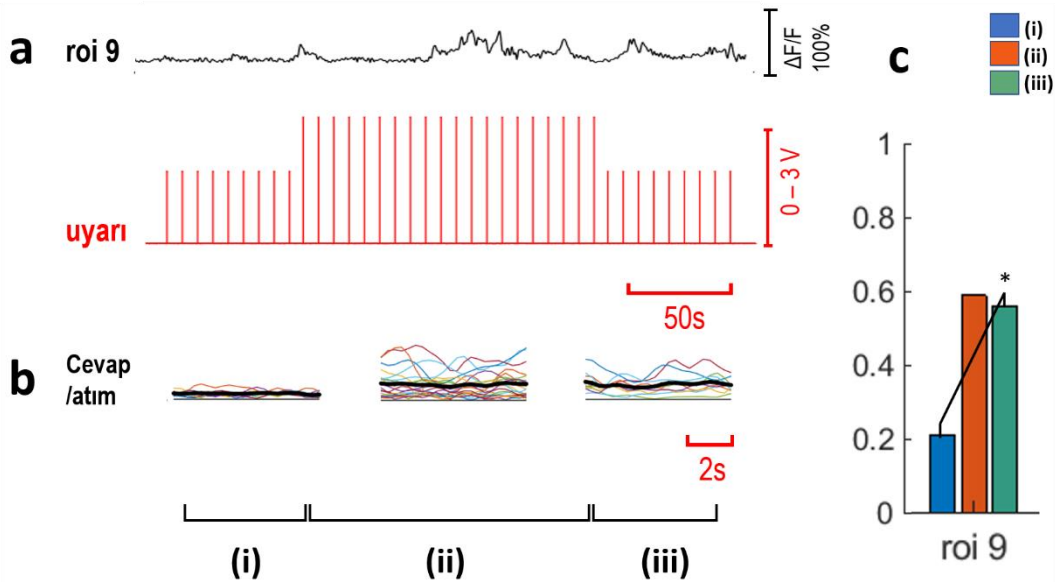 a
roi 9
ΔF/F
100%
uyarı
0 – 3 V
50s
b
Cevap
/atım
2s
(i)
(ii)
(iii)
c
(i)
(ii)
(iii)
1
0.8
0.6
0.4
0.2
0
*
roi 9